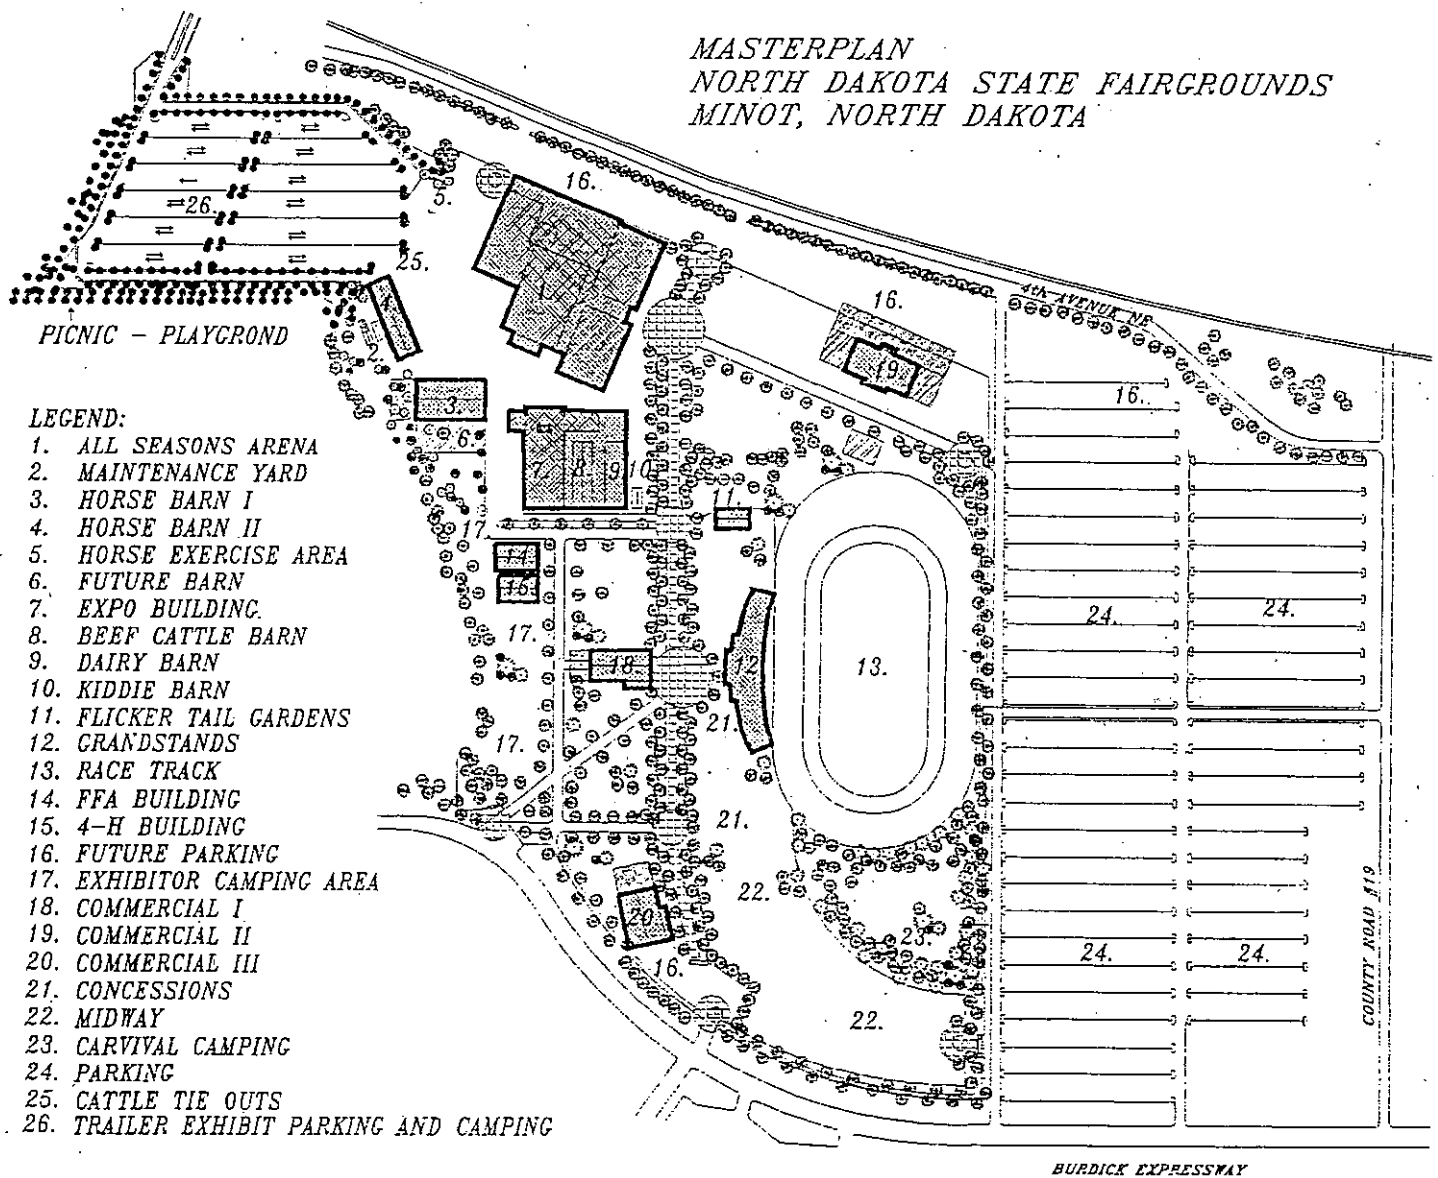 MASTERPLAN
NORTH DAKOTA STATE FAIRGROUNDS
MINOT, NORTH DAKOTA
16.
5.
26.
1.
25.
4th AVENUE NE
16.
PICNIC - PLAYGROND
2.
19
16.
3.
LEGEND:
1. ALL SEASONS ARENA
2. MAINTENANCE YARD
3. HORSE BARN I
4. HORSE BARN II
5. HORSE EXERCISE AREA
6. FUTURE BARN
7. EXPO BUILDING.
8. BEEF CATTLE BARN
9. DAIRY BARN
10. KIDDIE BARN
11. FLICKER TAIL GARDENS
12. GRANDSTANDS
13. RACE TRACK
14. FFA BUILDING
15. 4-H BUILDING
16. FUTURE PARKING
17. EXHIBITOR CAMPING AREA
18. COMMERCIAL I
19. COMMERCIAL II
20. COMMERCIAL III
21. CONCESSIONS
22. MIDWAY
23. CARVIVAL CAMPING
24. PARKING
25. CATTLE TIE OUTS
26. TRAILER EXHIBIT PARKING AND CAMPING
6.
7 8 9 10
11.
17
14
15
24. 24.
17.
18.
12
13.
21.
17.
21.
22.
20
23.
16.
24. 24.
22.
COUNTY ROAD 419
BURDICK EXPRESSWAY